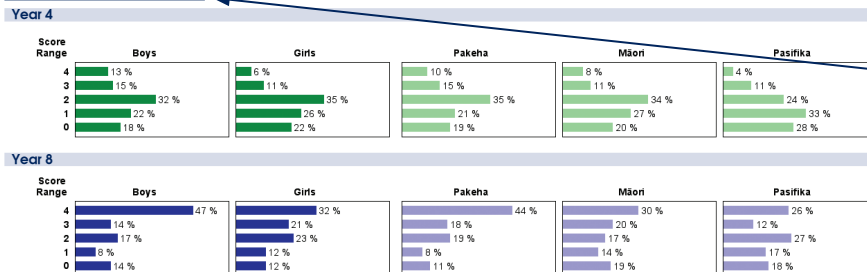 Year 4
Score Range Boys Girls Pakeha Māori Pasifika
4 13 % 6 % 10 % 8 % 4 %
3 15 % 11 % 15 % 11 % 11 %
2 32 % 35 % 35 % 34 % 24 %
1 22 % 26 % 21 % 27 % 33 %
0 18 % 22 % 19 % 20 % 28 %
Year 8
Score Range Boys Girls Pakeha Māori Pasifika
4 47 % 32 % 44 % 30 % 26 %
3 14 % 21 % 18 % 20 % 12 %
2 17 % 23 % 19 % 17 % 27 %
1 8 % 12 % 8 % 14 % 17 %
0 14 % 12 % 11 % 19 % 18 %